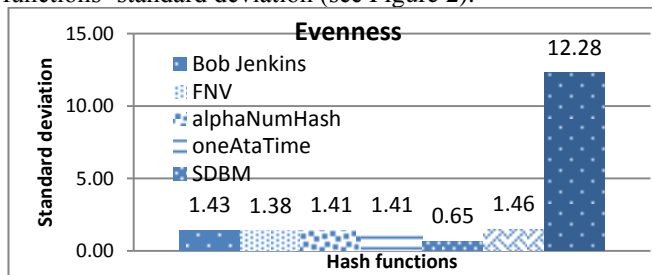 functions' standard deviation (see Figure 2).
Evenness
15.00
10.00
5.00
0.00
Standard deviation
Bob Jenkins
FNV
alphaNumHash
oneAtaTime
SDBM
1.43
1.38
1.41
1.41
0.65
1.46
12.28
Hash functions